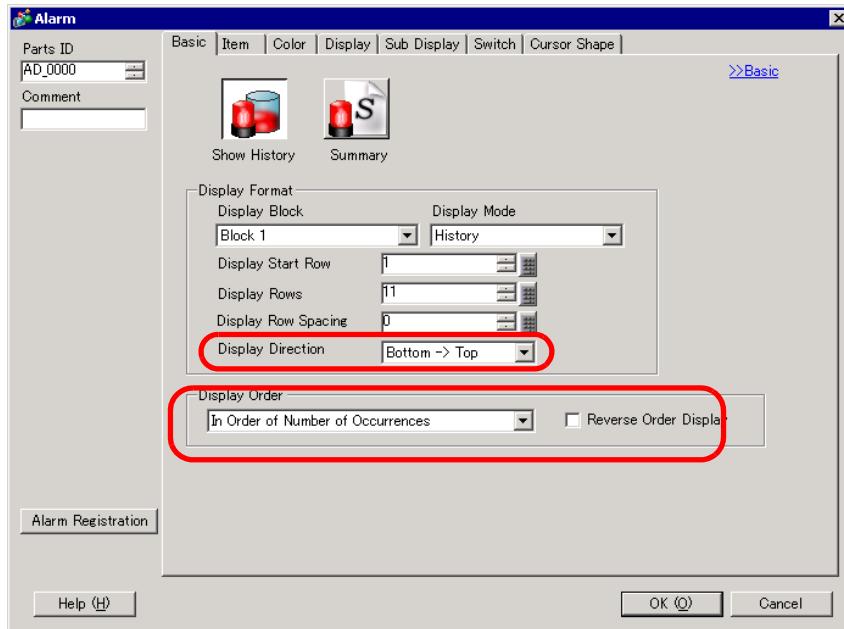 Alarm
Parts ID
AD_0000
Comment
Basic Item Color Display Sub Display Switch Cursor Shape
>>Basic
S
Show History Summary
Display Format
Display Block Display Mode
Block 1 History
Display Start Row 1
Display Rows 11
Display Row Spacing 0
Display Direction Bottom -> Top
Display Order
In Order of Number of Occurrences Reverse Order Display
Alarm Registration
Help (H) OK (O) Cancel